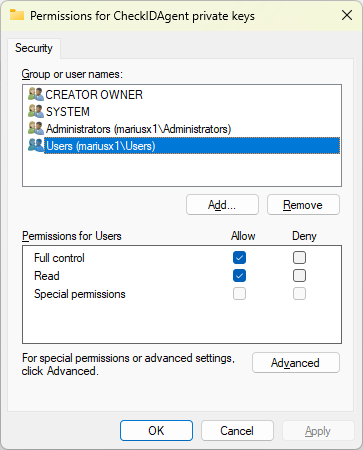 Permissions for CheckIDAgent private keys
Security
Group or user names:
CREATOR OWNER
SYSTEM
Administrators (mariusx1\Administrators)
Users (mariusx1\Users)
Add...
Remove
Permissions for Users
Allow
Deny
Full control
Read
Special permissions
For special permissions or advanced settings,
click Advanced.
Advanced
OK
Cancel
Apply